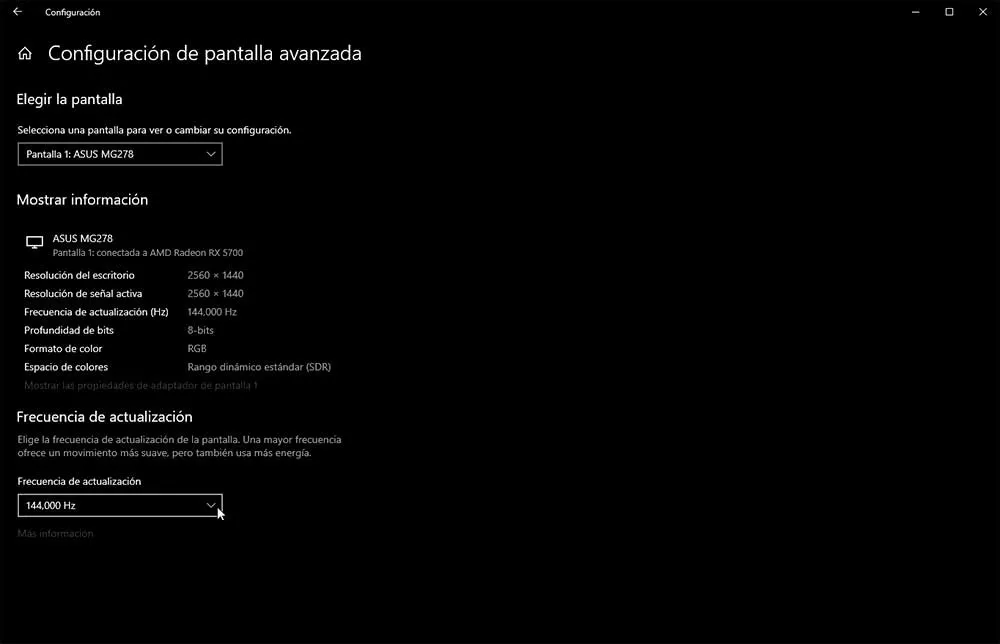 Configuración
Configuración de pantalla avanzada
Elegir la pantalla
Selecciona una pantalla para ver o cambiar su configuración.
Pantalla 1: ASUS MG278
Mostrar información
ASUS MG278
Pantalla 1: conectada a AMD Radeon RX 5700
Resolución del escritorio 2560 × 1440
Resolución de señal activa 2560 × 1440
Frecuencia de actualización (Hz) 144,000 Hz
Profundidad de bits 8-bits
Formato de color RGB
Espacio de colores Rango dinámico estándar (SDR)
Mostrar las propiedades de adaptador de pantalla 1
Frecuencia de actualización
Elige la frecuencia de actualización de la pantalla. Una mayor frecuencia
ofrece un movimiento más suave, pero también usa más energía.
Frecuencia de actualización
144,000 Hz
Más información